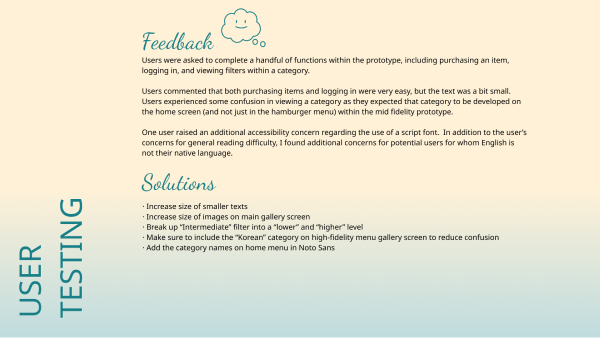 Feedback
Users were asked to complete a handful of functions within the prototype, including purchasing an item,
logging in, and viewing filters within a category.
Users commented that both purchasing items and logging in were very easy, but the text was a bit small.
Users experienced some confusion in viewing a category as they expected that category to be developed on
the home screen (and not just in the hamburger menu) within the mid fidelity prototype.
One user raised an additional accessibility concern regarding the use of a script font.  In addition to the user's
concerns for general reading difficulty, I found additional concerns for potential users for whom English is
not their native language.
Solutions
· Increase size of smaller texts
· Increase size of images on main gallery screen
· Break up “Intermediate” filter into a “lower” and “higher” level
· Make sure to include the “Korean” category on high-fidelity menu gallery screen to reduce confusion
· Add the category names on home menu in Noto Sans
USER
TESTING